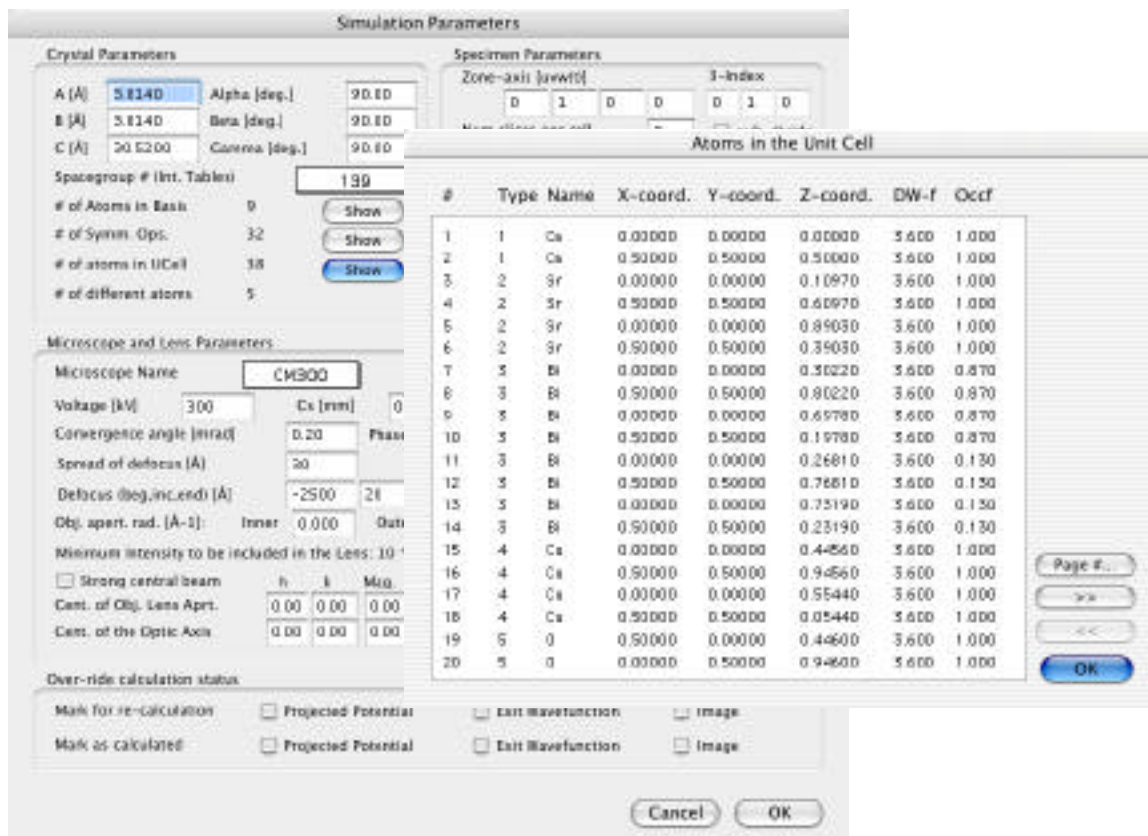 Simulation Parameters
Crystal Parameters
Specimen Parameters
Zone-axis [uvw(t)] 3-Index
A [Å] 3.8140 Alpha [deg.] 90.00
0 1 0 0 0 1 0
B [Å] 3.8140 Beta [deg.] 90.00
C [Å] 30.5200 Gamma [deg.] 90.00
Spacegroup # (Int. Tables) 139
# of Atoms in Basis 9 Show
# of Symm. Ops. 32 Show
# of atoms in UCell 38 Show
# of different atoms 5
Microscope and Lens Parameters
Microscope Name CM300
Voltage [kV] 300 Cs [mm] 0
Convergence angle [mrad] 0.20 Phase
Spread of defocus [Å] 30
Defocus (beg,inc,end) [Å] -2500 20
Obj. apert. rad. [Å-1]: Inner 0.000 Oute
Minimum Intensity to be included in the Lens: 10
Strong central beam h k Mag.
Cent. of Obj. Lens Aprt. 0.00 0.00 0.00
Cent. of the Optic Axis 0.00 0.00 0.00
Over-ride calculation status
Mark for re-calculation Projected Potential Exit Wavefunction Image
Mark as calculated Projected Potential Exit Wavefunction Image
Cancel OK
Atoms in the Unit Cell
# Type Name X-coord. Y-coord. Z-coord. DW-f Occf
1 1 Ca 0.00000 0.00000 0.00000 3.600 1.000
2 1 Ca 0.50000 0.50000 0.50000 3.600 1.000
3 2 Sr 0.00000 0.00000 0.10970 3.600 1.000
4 2 Sr 0.50000 0.50000 0.60970 3.600 1.000
5 2 Sr 0.00000 0.00000 0.89030 3.600 1.000
6 2 Sr 0.50000 0.50000 0.39030 3.600 1.000
7 3 Bi 0.00000 0.00000 0.30220 3.600 0.870
8 3 Bi 0.50000 0.50000 0.80220 3.600 0.870
9 3 Bi 0.00000 0.00000 0.69780 3.600 0.870
10 3 Bi 0.50000 0.50000 0.19780 3.600 0.870
11 3 Bi 0.00000 0.00000 0.26810 3.600 0.130
12 3 Bi 0.50000 0.50000 0.76810 3.600 0.130
13 3 Bi 0.00000 0.00000 0.73190 3.600 0.130
14 3 Bi 0.50000 0.50000 0.23190 3.600 0.130
15 4 Cu 0.00000 0.00000 0.44560 3.600 1.000
16 4 Cu 0.50000 0.50000 0.94560 3.600 1.000
17 4 Cu 0.00000 0.00000 0.55440 3.600 1.000
18 4 Cu 0.50000 0.50000 0.05440 3.600 1.000
19 5 O 0.50000 0.00000 0.44600 3.600 1.000
20 5 O 0.00000 0.50000 0.94600 3.600 1.000
Page #..
>>
<<
OK